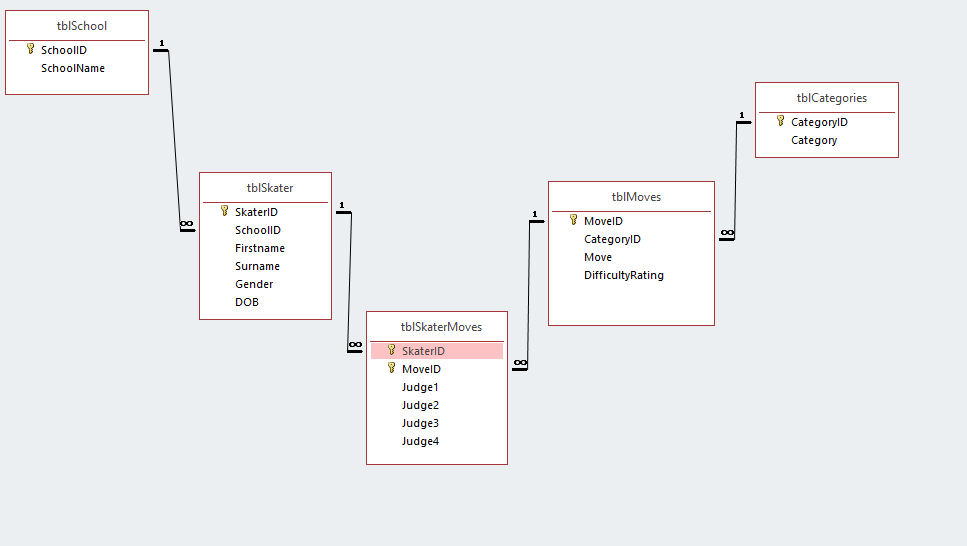 tblSchool
SchoolID
SchoolName
1
∞
tblSkater
SkaterID
SchoolID
Firstname
Surname
Gender
DOB
1
∞
tblSkaterMoves
SkaterID
MoveID
Judge1
Judge2
Judge3
Judge4
1
∞
tblMoves
MoveID
CategoryID
Move
DifficultyRating
1
∞
tblCategories
CategoryID
Category